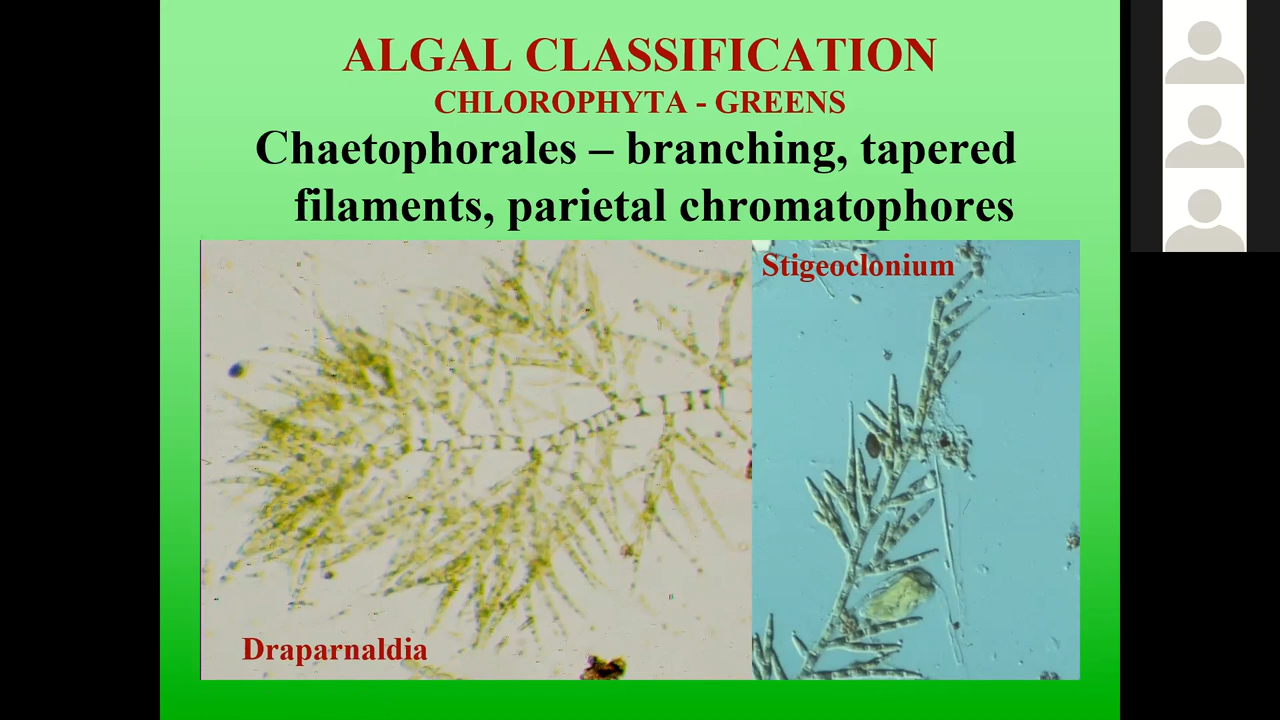 ALGAL CLASSIFICATION
CHLOROPHYTA - GREENS
Chaetophorales – branching, tapered
filaments, parietal chromatophores
Stigeoclonium
Draparnaldia